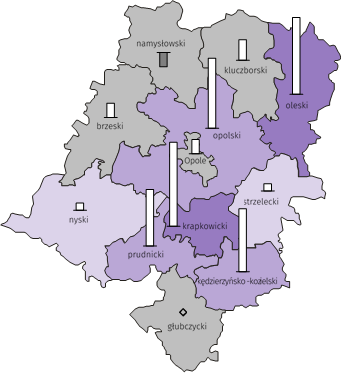 namysłowski
kluczborski
oleski
brzeski
opolski
Opole
strzelecki
nyski
krapkowicki
prudnicki
kędzierzyńsko-kozielski
głubczycki